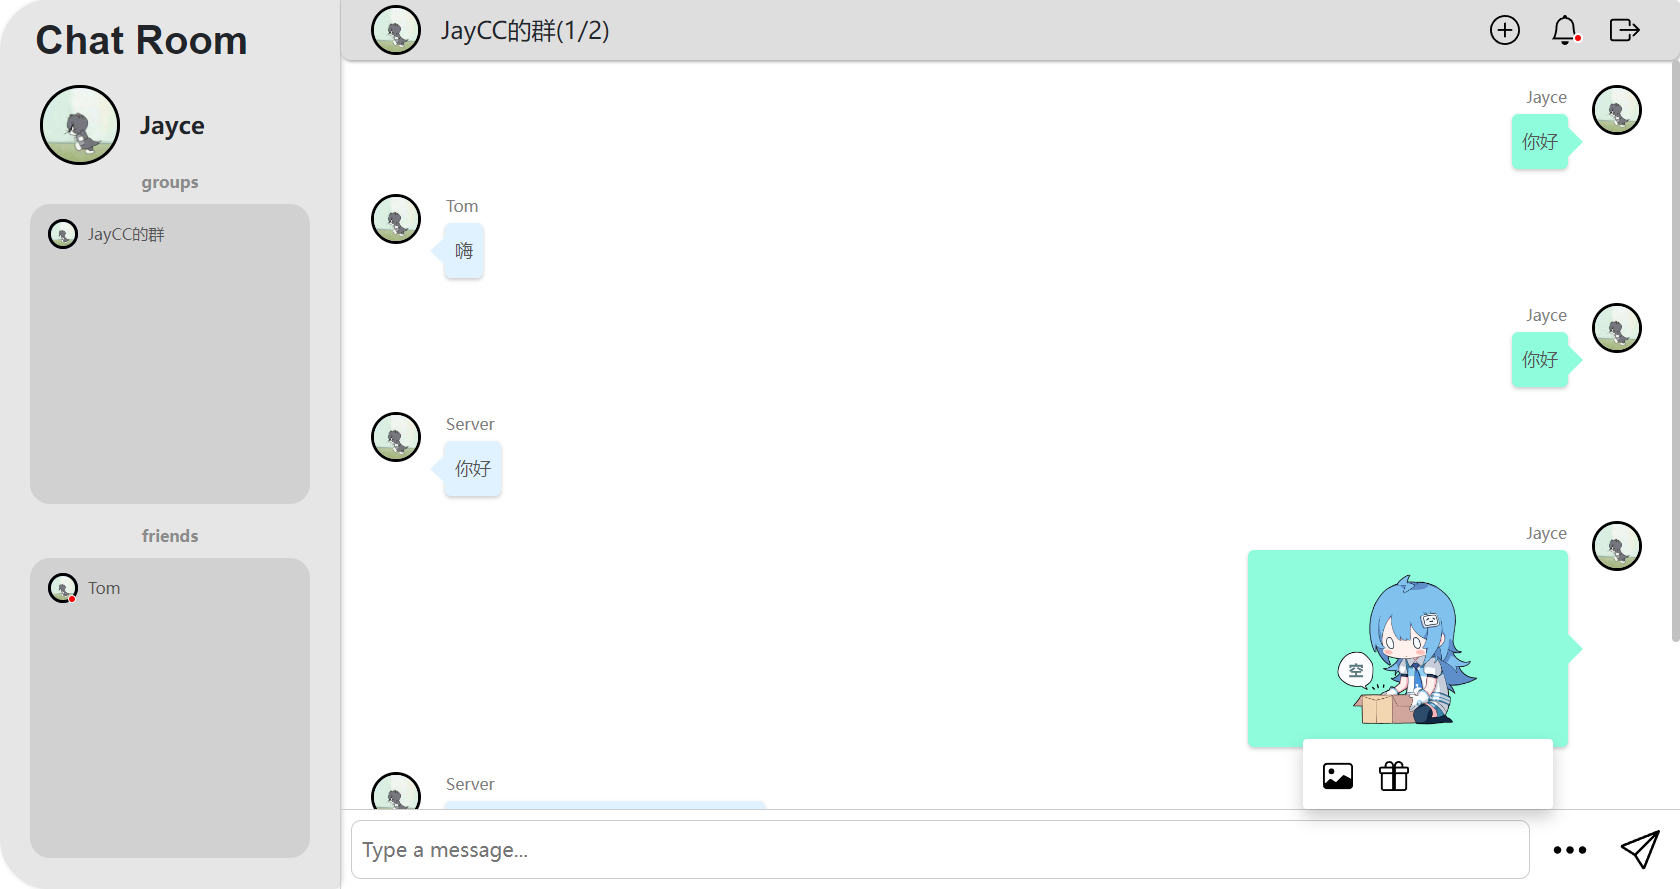 Chat Room
Jayce
groups
JayCC的群
friends
Tom
JayCC的群(1/2)
Jayce
你好
Tom
嗨
Jayce
你好
Server
你好
Jayce
空
Server
Type a message...